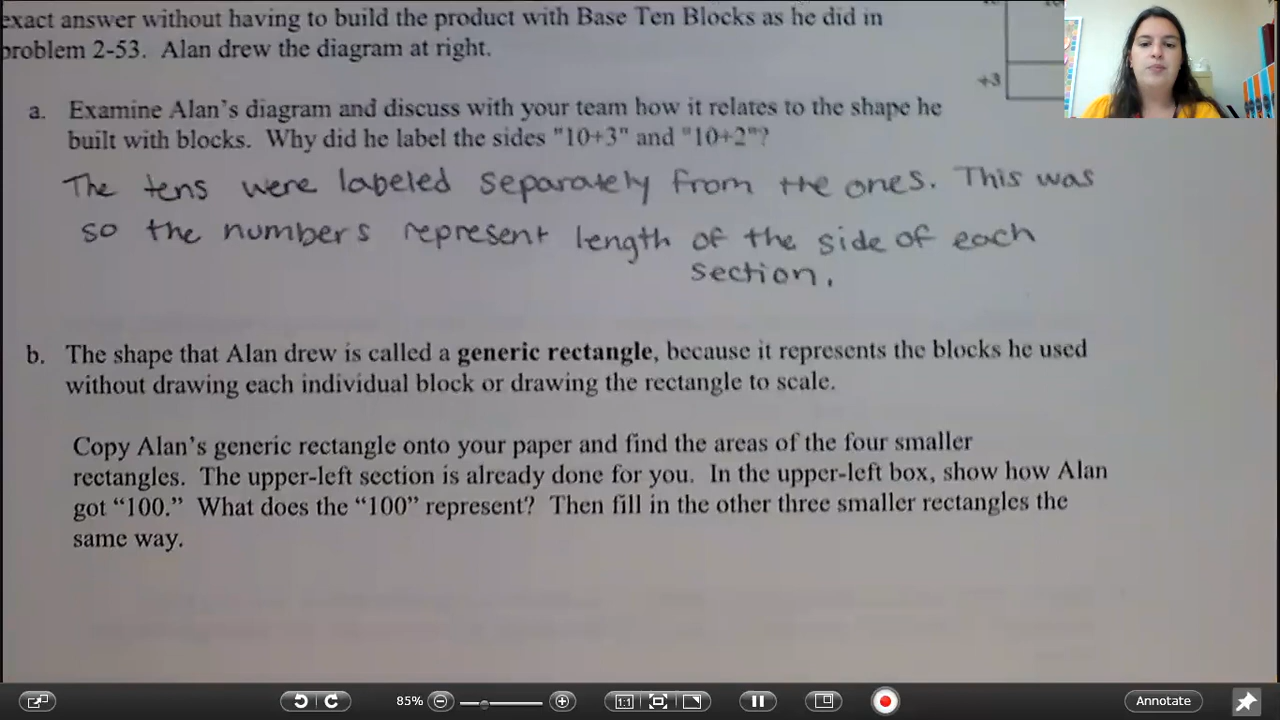 exact answer without having to build the product with Base Ten Blocks as he did in
problem 2-53. Alan drew the diagram at right.
+3
a. Examine Alan's diagram and discuss with your team how it relates to the shape he
built with blocks. Why did he label the sides "10+3" and "10+2"?
The tens were labeled separately from the ones. This was
so the numbers represent length of the side of each
section.
b. The shape that Alan drew is called a generic rectangle, because it represents the blocks he used
without drawing each individual block or drawing the rectangle to scale.
Copy Alan's generic rectangle onto your paper and find the areas of the four smaller
rectangles. The upper-left section is already done for you. In the upper-left box, show how Alan
got “100.” What does the “100” represent? Then fill in the other three smaller rectangles the
same way.
85%
1:1
Annotate